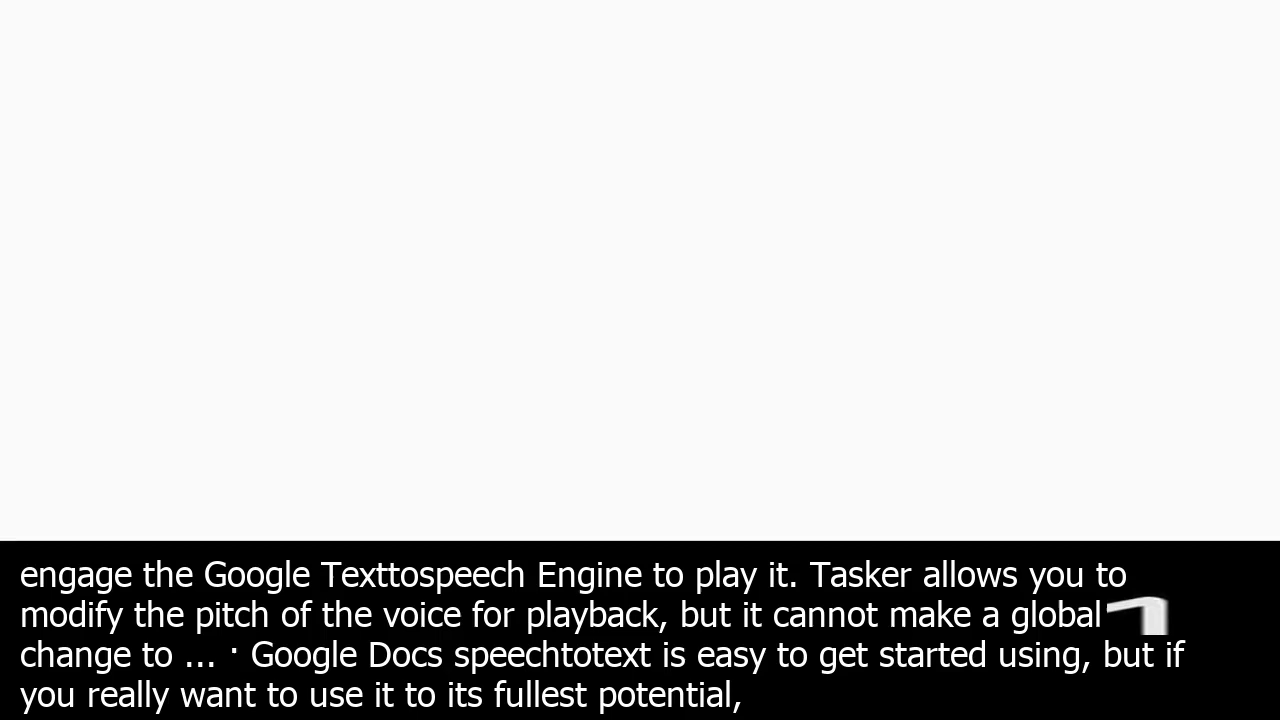 engage the Google Texttospeech Engine to play it. Tasker allows you to
modify the pitch of the voice for playback, but it cannot make a global
change to ... · Google Docs speechtotext is easy to get started using, but if
you really want to use it to its fullest potential,